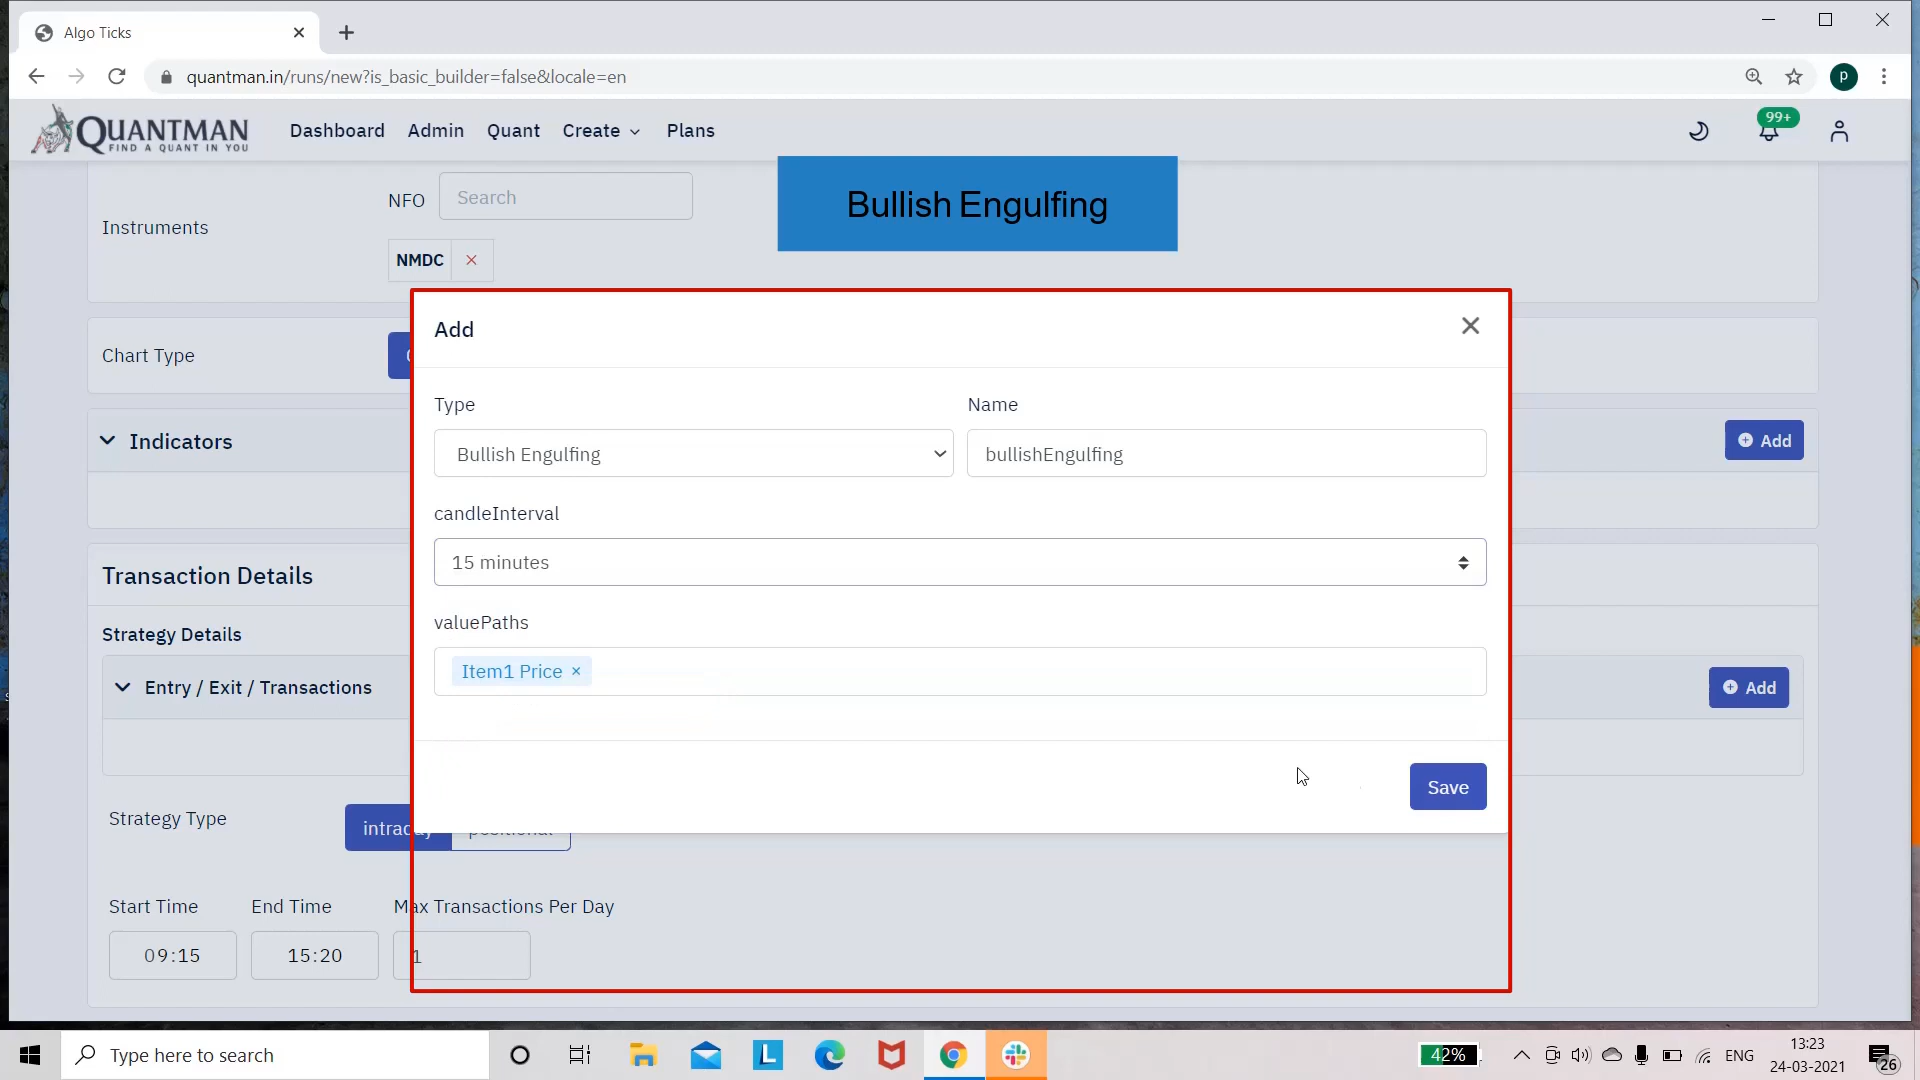 Algo Ticks
quantman.in/runs/new?is_basic_builder=false&locale=en
P
QUANTMAN
FIND A QUANT IN YOU
Dashboard Admin Quant Create Plans
99+
Bullish Engulfing
Instruments
NFO Search
NMDC
Add
Chart Type
Type
Name
Indicators
Bullish Engulfing
bullishEngulfing
Add
candleInterval
15 minutes
Transaction Details
valuePaths
Strategy Details
Item1 Price ×
Entry / Exit / Transactions
Add
Save
Strategy Type
intraday positional
Start Time End Time Max Transactions Per Day
09:15 15:20 1
Type here to search
L
42%
ENG
13:23
24-03-2021
26